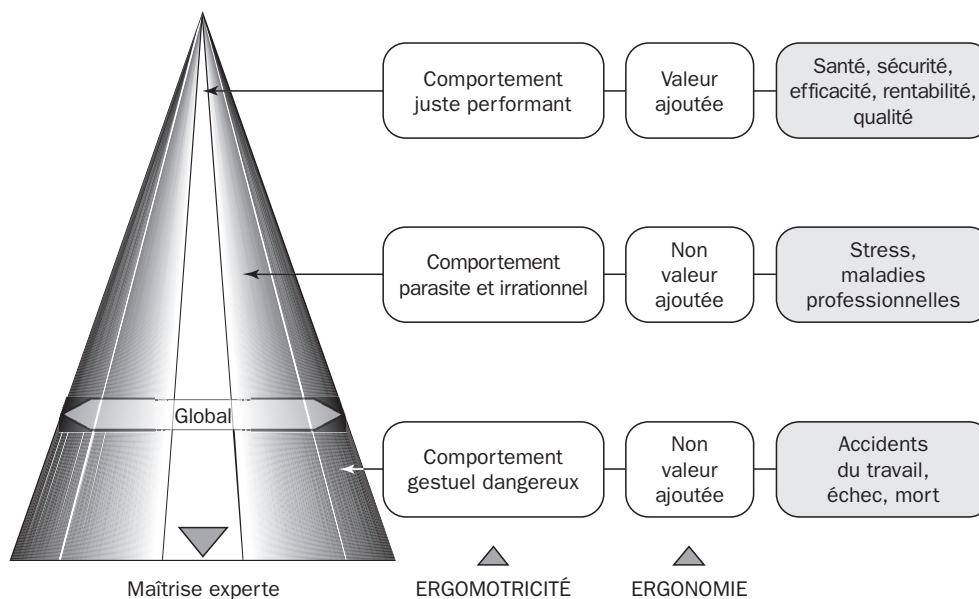 Comportement
juste performant
Valeur
ajoutée
Santé, sécurité,
efficacité, rentabilité,
qualité
Comportement
parasite et irrationnel
Non
valeur
ajoutée
Stress,
maladies
professionnelles
Global
Comportement
gestuel dangereux
Non
valeur
ajoutée
Accidents
du travail,
échec, mort
Maîtrise experte
ERGOMOTRICITÉ
ERGONOMIE